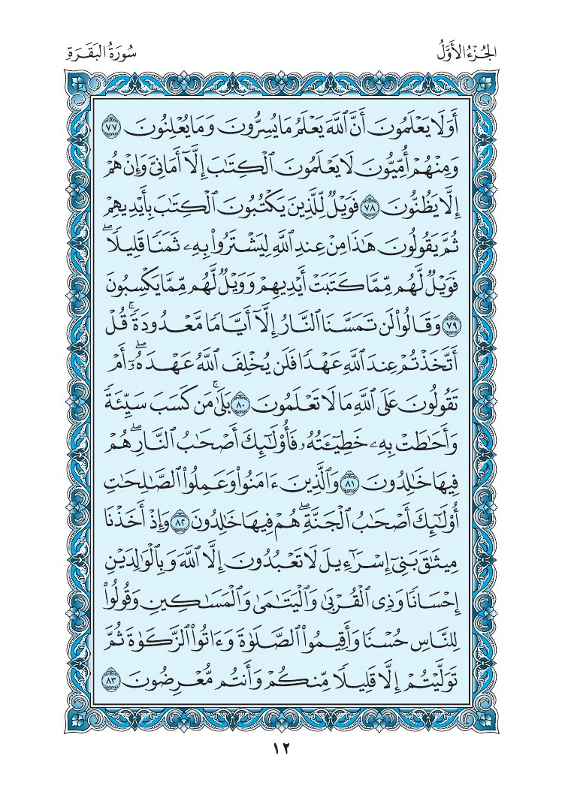 الجُزْءُ الأَوَّلُ
سُورَةُ البَقَرَةِ
أَوَلَا يَعْلَمُونَ أَنَّ ٱللَّهَ يَعْلَمُ مَا يُسِرُّونَ وَمَا يُعْلِنُونَ ٧٧
وَمِنْهُمْ أُمِّيُّونَ لَا يَعْلَمُونَ ٱلْكِتَٰبَ إِلَّآ أَمَانِيَّ وَإِنْ هُمْ
إِلَّا يَظُنُّونَ ٧٨ فَوَيْلٌ لِّلَّذِينَ يَكْتُبُونَ ٱلْكِتَٰبَ بِأَيْدِيهِمْ
ثُمَّ يَقُولُونَ هَٰذَا مِنْ عِندِ ٱللَّهِ لِيَشْتَرُوا۟ بِهِۦ ثَمَنًا قَلِيلًا ۖ
فَوَيْلٌ لَّهُم مِّمَّا كَتَبَتْ أَيْدِيهِمْ وَوَيْلٌ لَّهُم مِّمَّا يَكْسِبُونَ
٧٩ وَقَالُوا۟ لَن تَمَسَّنَا ٱلنَّارُ إِلَّآ أَيَّامًا مَّعْدُودَةً ۚ قُلْ
أَتَّخَذْتُمْ عِندَ ٱللَّهِ عَهْدًا فَلَن يُخْلِفَ ٱللَّهُ عَهْدَهُۥٓ ۖ أَمْ
تَقُولُونَ عَلَى ٱللَّهِ مَا لَا تَعْلَمُونَ ٨٠ بَلَىٰ ۚ مَن كَسَبَ سَيِّئَةً
وَأَحَٰطَتْ بِهِۦ خَطِيٓـَٔتُهُۥ فَأُو۟لَٰٓئِكَ أَصْحَٰبُ ٱلنَّارِ ۖ هُمْ
فِيهَا خَٰلِدُونَ ٨١ وَٱلَّذِينَ ءَامَنُوا۟ وَعَمِلُوا۟ ٱلصَّٰلِحَٰتِ
أُو۟لَٰٓئِكَ أَصْحَٰبُ ٱلْجَنَّةِ ۖ هُمْ فِيهَا خَٰلِدُونَ ٨٢ وَإِذْ أَخَذْنَا
مِيثَٰقَ بَنِىٓ إِسْرَٰٓءِيلَ لَا تَعْبُدُونَ إِلَّا ٱللَّهَ وَبِٱلْوَٰلِدَيْنِ
إِحْسَانًا وَذِى ٱلْقُرْبَىٰ وَٱلْيَتَٰمَىٰ وَٱلْمَسَٰكِينِ وَقُولُوا۟
لِلنَّاسِ حُسْنًا وَأَقِيمُوا۟ ٱلصَّلَوٰةَ وَءَاتُوا۟ ٱلزَّكَوٰةَ ثُمَّ
تَوَلَّيْتُمْ إِلَّا قَلِيلًا مِّنكُمْ وَأَنتُم مُّعْرِضُونَ ٨٣
١٢